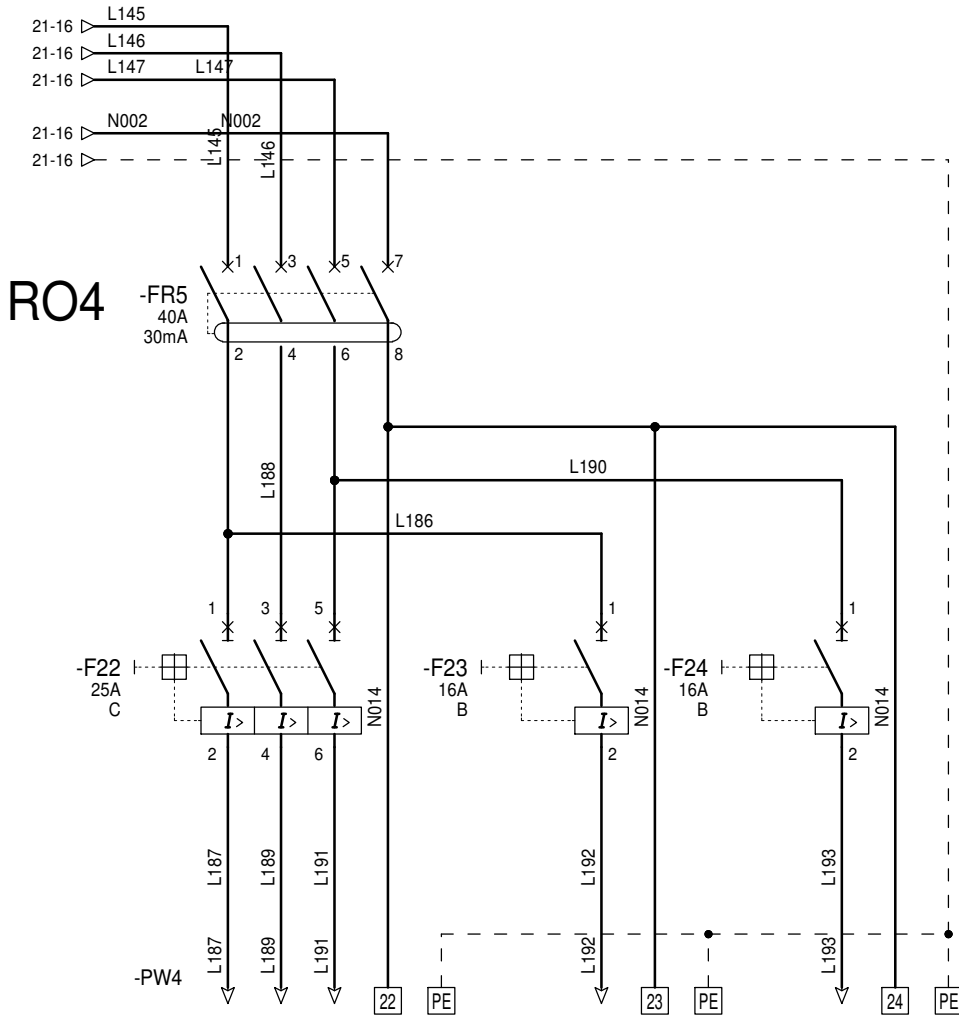 L145
21-16
L146
21-16
L147 L147
21-16
N002 N002
21-16
21-16
L145
L146
1 3 5 7
RO4
-FR5
40A
30mA
2 4 6 8
L188
L190
L186
1 3 5 1 1
-F22
25A
C
I> I> I>
N014
-F23
16A
B
I>
N014
-F24
16A
B
I>
N014
2 4 6 2 2
L187 L189 L191 L192 L193
L187 L189 L191 L192 L193
-PW4
22 PE 23 PE 24 PE